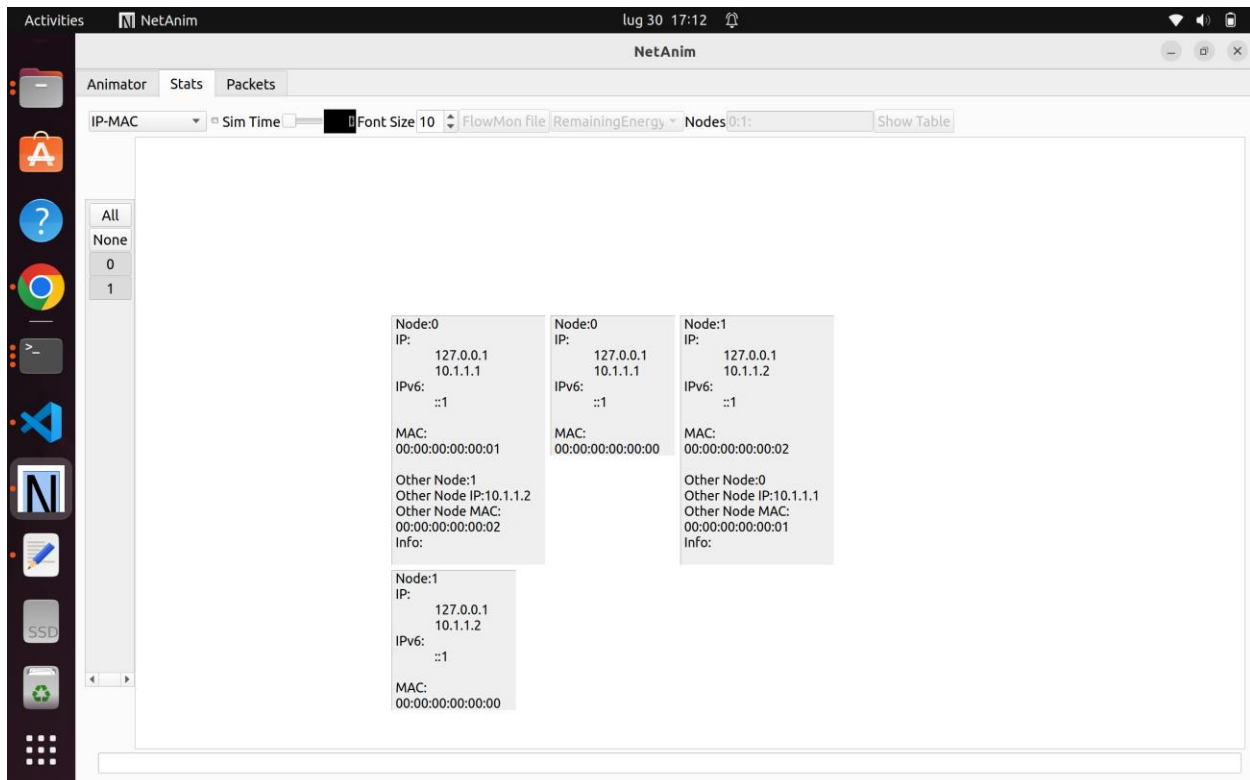 Activities NetAnim lug 30 17:12
NetAnim
Animator Stats Packets
IP-MAC Sim Time Font Size 10 FlowMon file RemainingEnergy Nodes 0:1: Show Table
All
None
0
1
Node:0
IP:
127.0.0.1
10.1.1.1
IPv6:
::1
MAC:
00:00:00:00:00:01
Other Node:1
Other Node IP:10.1.1.2
Other Node MAC:
00:00:00:00:00:02
Info:
Node:0
IP:
127.0.0.1
10.1.1.1
IPv6:
::1
MAC:
00:00:00:00:00:00
Node:1
IP:
127.0.0.1
10.1.1.2
IPv6:
::1
MAC:
00:00:00:00:00:02
Other Node:0
Other Node IP:10.1.1.1
Other Node MAC:
00:00:00:00:00:01
Info:
Node:1
IP:
127.0.0.1
10.1.1.2
IPv6:
::1
MAC:
00:00:00:00:00:00
SSD